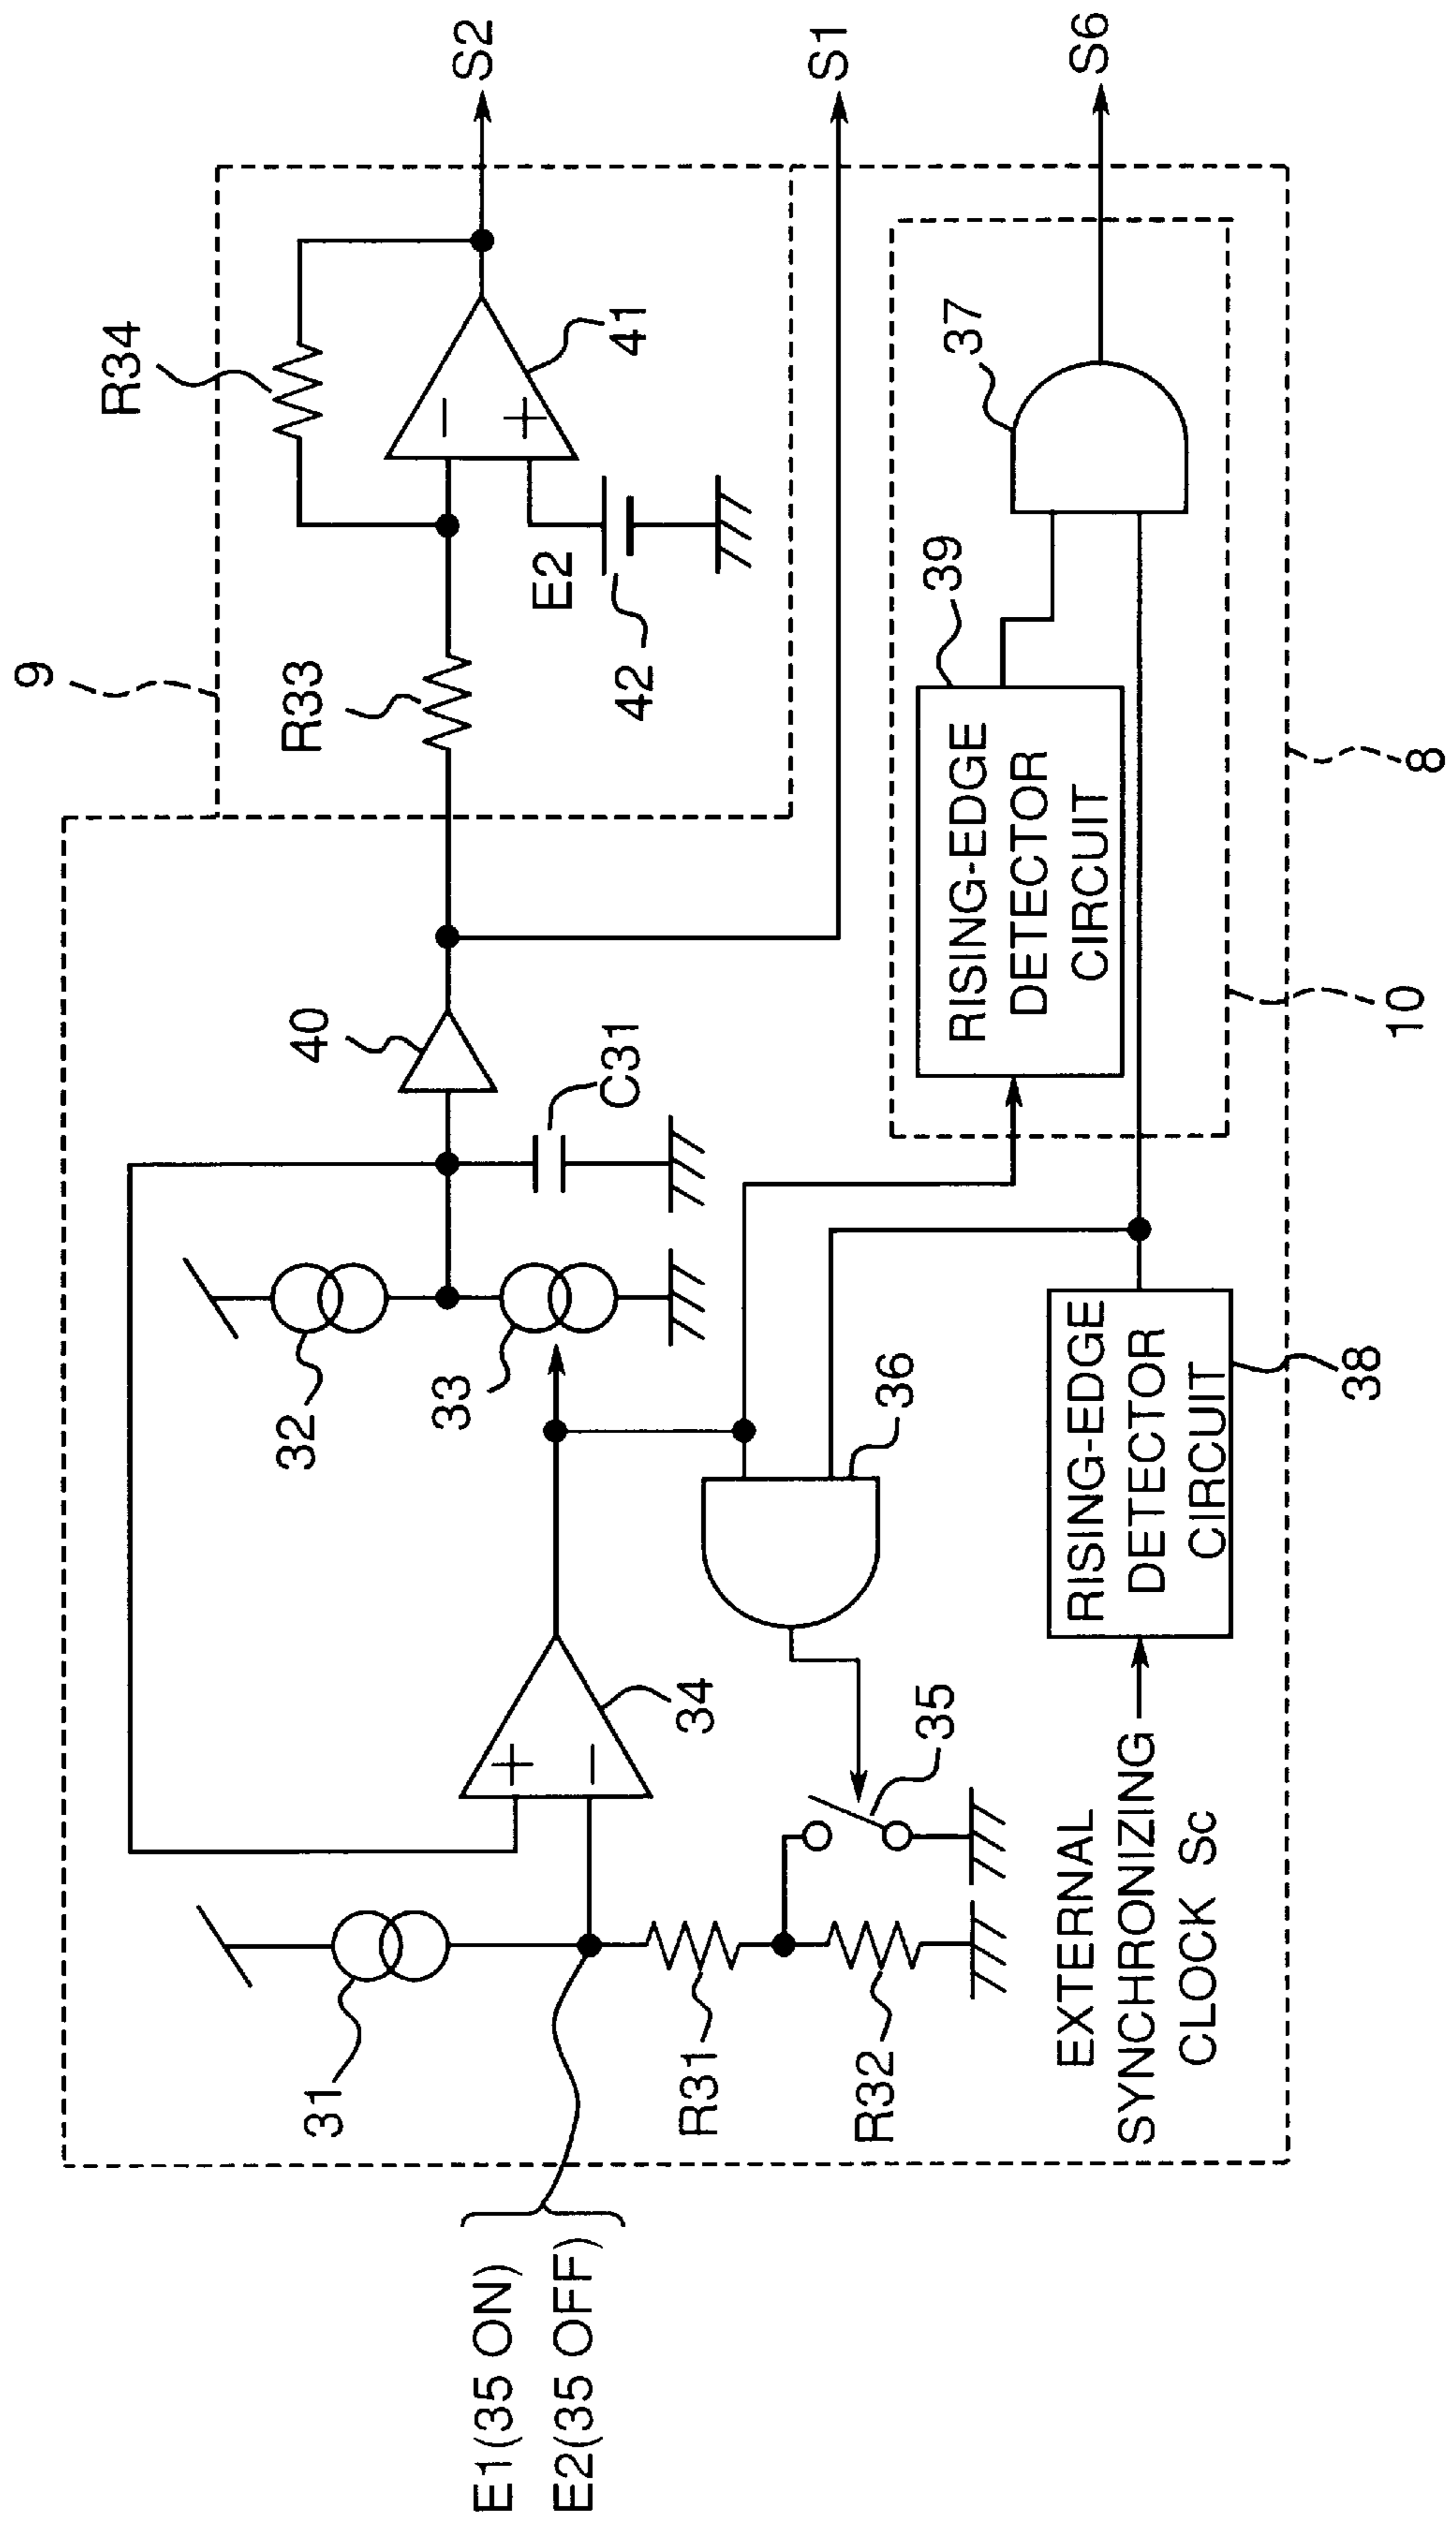 9
R34
S2
R33
41
40
E2
42
C31
S1
32
33
37
39
RISING-EDGE
DETECTOR
CIRCUIT
S6
31
34
36
10
8
E1(35 ON)
E2(35 OFF)
R31
R32
35
RISING-EDGE
DETECTOR
CIRCUIT
38
EXTERNAL
SYNCHRONIZING
CLOCK Sc
+
−
−
+